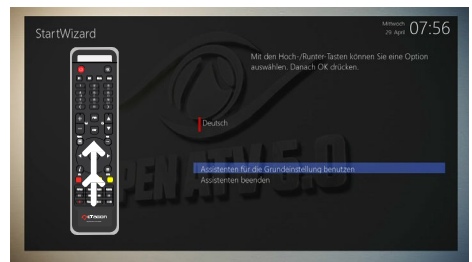 StartWizard
Mittwoch
29. April
07:56
Mit den Hoch-/Runter-Tasten können Sie eine Option
auswählen. Danach OK drücken.
Deutsch
Assistenten für die Grundeinstellung benutzen
Assistenten beenden
OPEN ATV 5.0